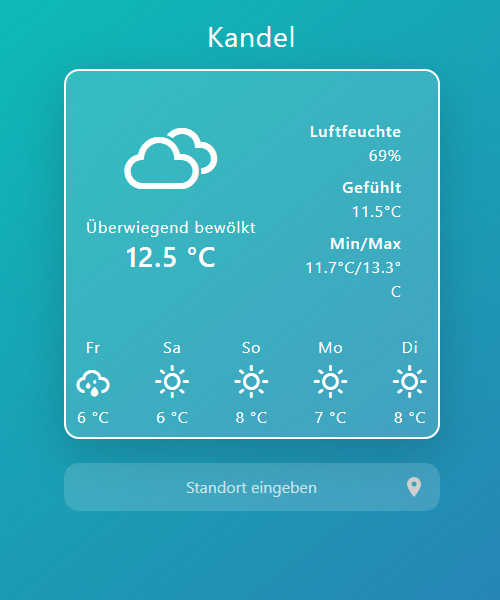 Kandel
Luftfeuchte
69%
Gefühlt
11.5°C
Min/Max
11.7°C/13.3°
C
Überwiegend bewölkt
12.5 °C
Fr Sa So Mo Di
6 °C 6 °C 8 °C 7 °C 8 °C
Standort eingeben